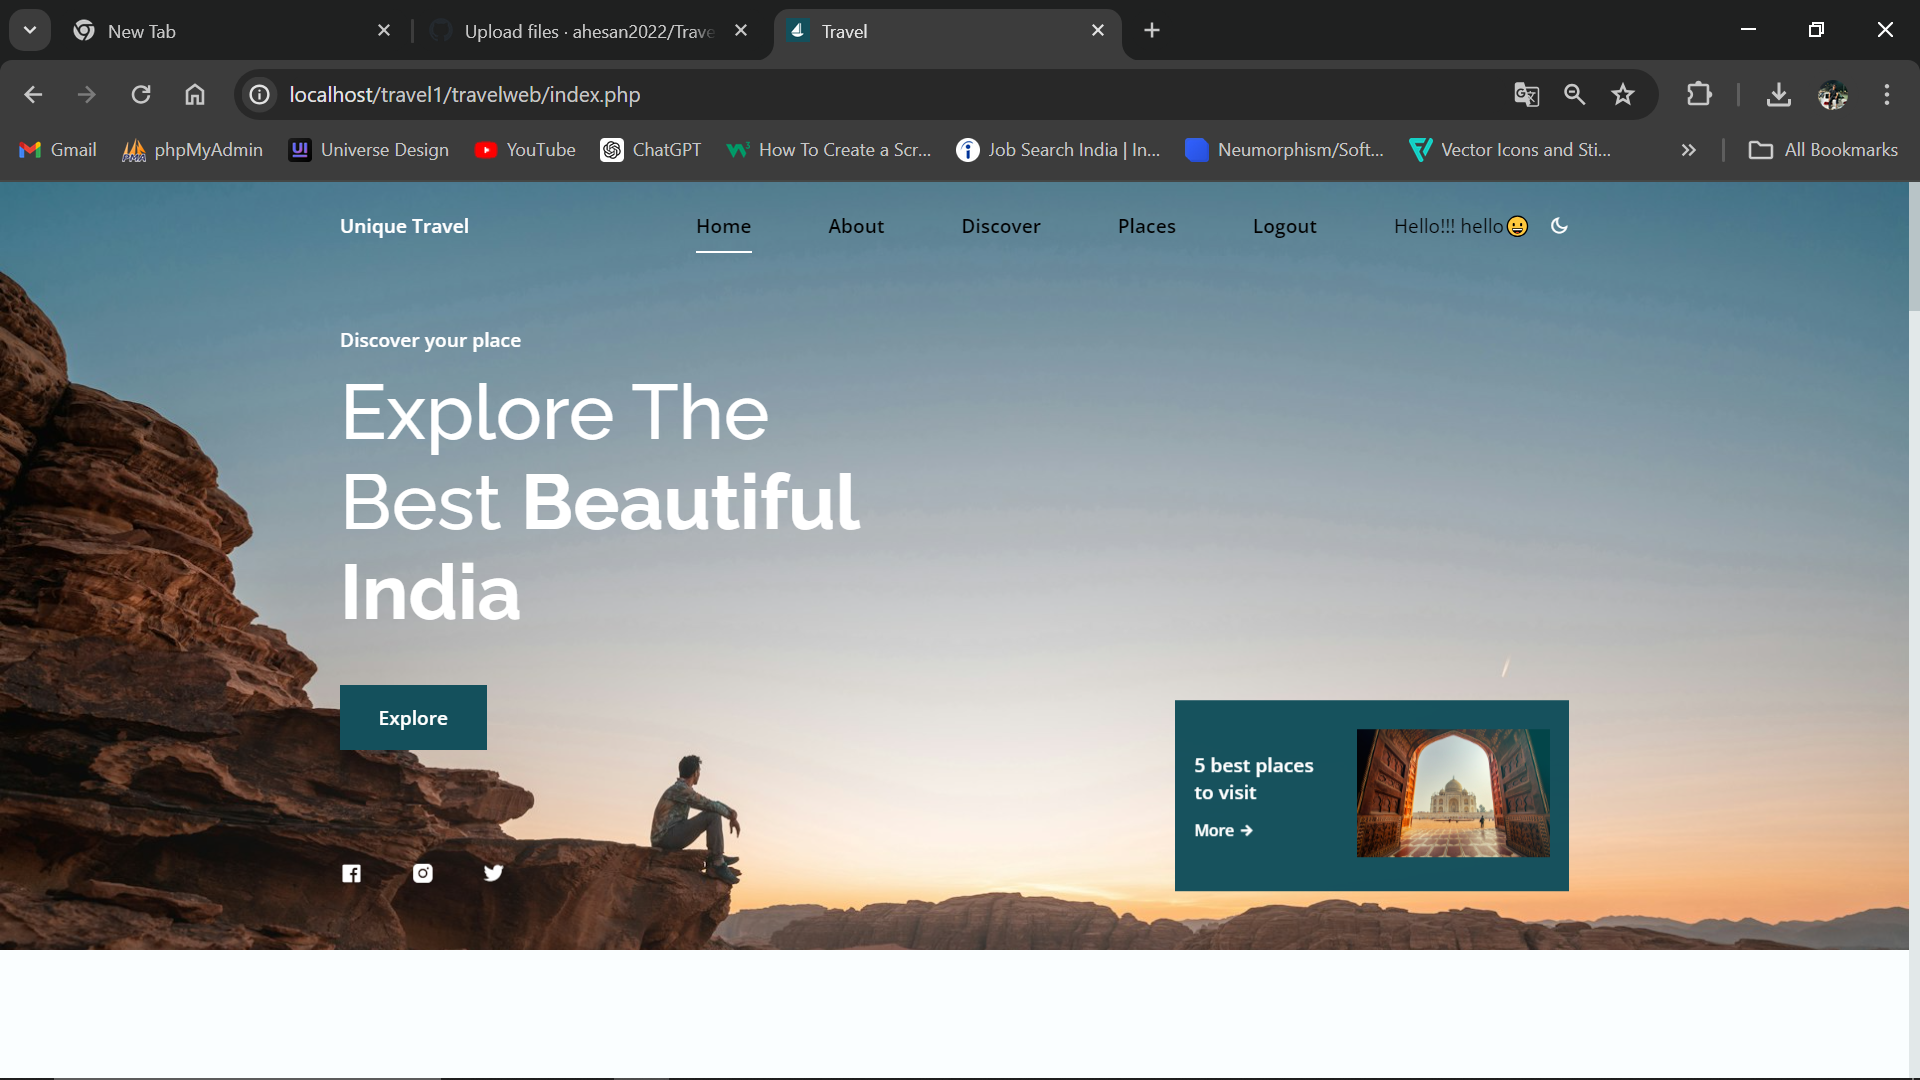 New Tab
Upload files · ahesan2022/Trave
Travel
localhost/travel1/travelweb/index.php
Gmail
phpMyAdmin
UI Universe Design
YouTube
ChatGPT
How To Create a Scr...
Job Search India | In...
Neumorphism/Soft...
Vector Icons and Sti...
All Bookmarks
Unique Travel
Home
About
Discover
Places
Logout
Hello!!! hello😀
Discover your place
Explore The
Best Beautiful
India
Explore
5 best places
to visit
More →